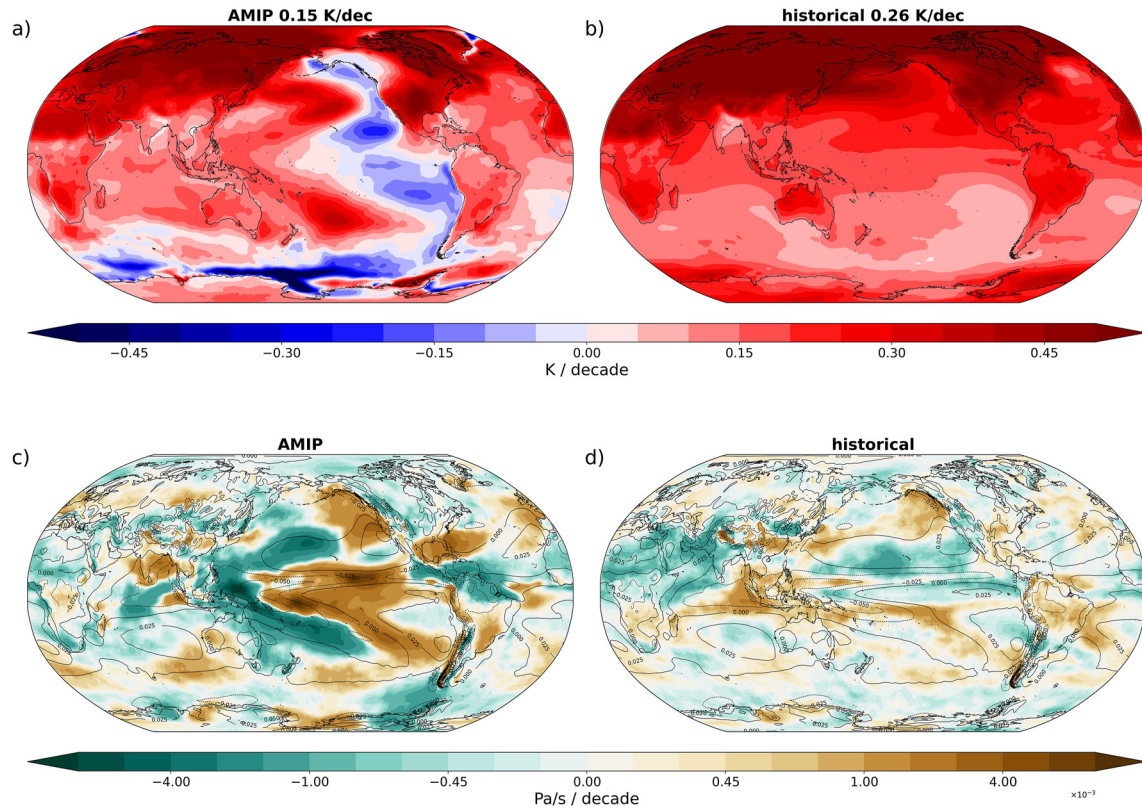 AMIP 0.15 K/dec
historical 0.26 K/dec
a)
b)
−0.45 −0.30 −0.15 0.00 0.15 0.30 0.45
K / decade
AMIP
historical
c)
d)
−4.00 −1.00 −0.45 0.00 0.45 1.00 4.00
Pa/s / decade
×10⁻³